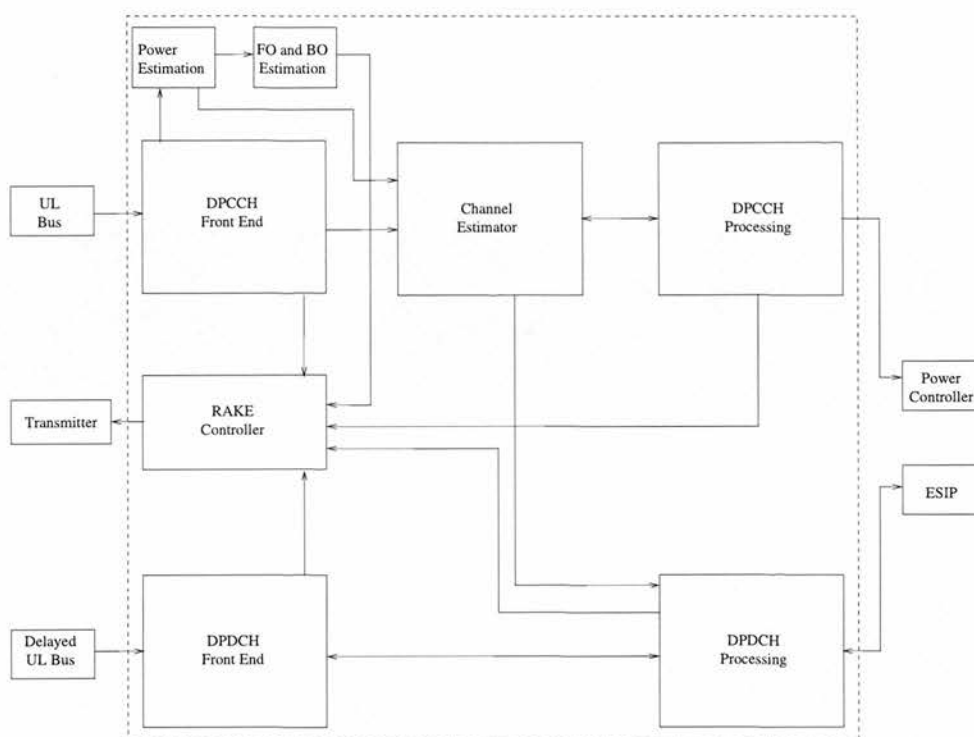 Power
Estimation
FO and BO
Estimation
UL
Bus
DPCCH
Front End
Channel
Estimator
DPCCH
Processing
Transmitter
RAKE
Controller
Power
Controller
ESIP
Delayed
UL Bus
DPDCH
Front End
DPDCH
Processing